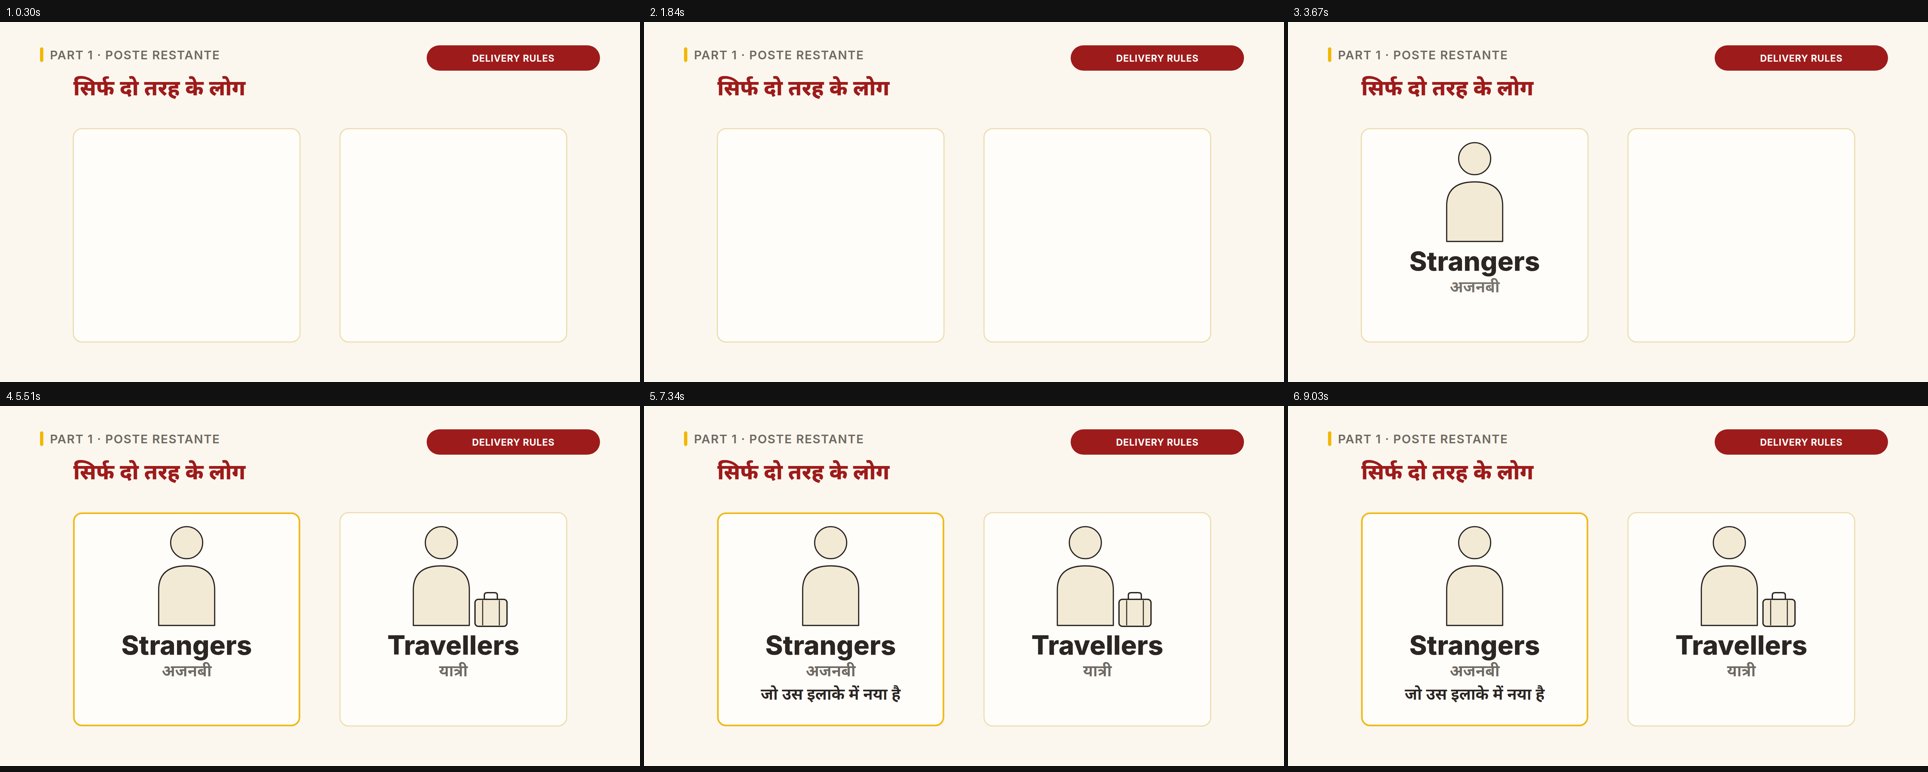 1. 0.30s
PART 1 · POSTE RESTANTE
DELIVERY RULES
सिर्फ दो तरह के लोग
2. 1.84s
PART 1 · POSTE RESTANTE
DELIVERY RULES
सिर्फ दो तरह के लोग
3. 3.67s
PART 1 · POSTE RESTANTE
DELIVERY RULES
सिर्फ दो तरह के लोग
Strangers
अजनबी
4. 5.51s
PART 1 · POSTE RESTANTE
DELIVERY RULES
सिर्फ दो तरह के लोग
Strangers
अजनबी
Travellers
यात्री
5. 7.34s
PART 1 · POSTE RESTANTE
DELIVERY RULES
सिर्फ दो तरह के लोग
Strangers
अजनबी
जो उस इलाके में नया है
Travellers
यात्री
6. 9.03s
PART 1 · POSTE RESTANTE
DELIVERY RULES
सिर्फ दो तरह के लोग
Strangers
अजनबी
जो उस इलाके में नया है
Travellers
यात्री